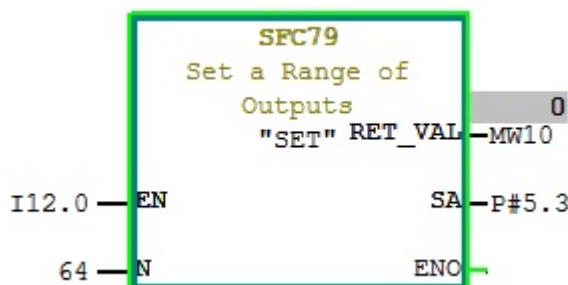 SFC79
Set a Range of
Outputs
0
"SET" RET_VAL MW10
I12.0 EN SA P#5.3
64 N ENO